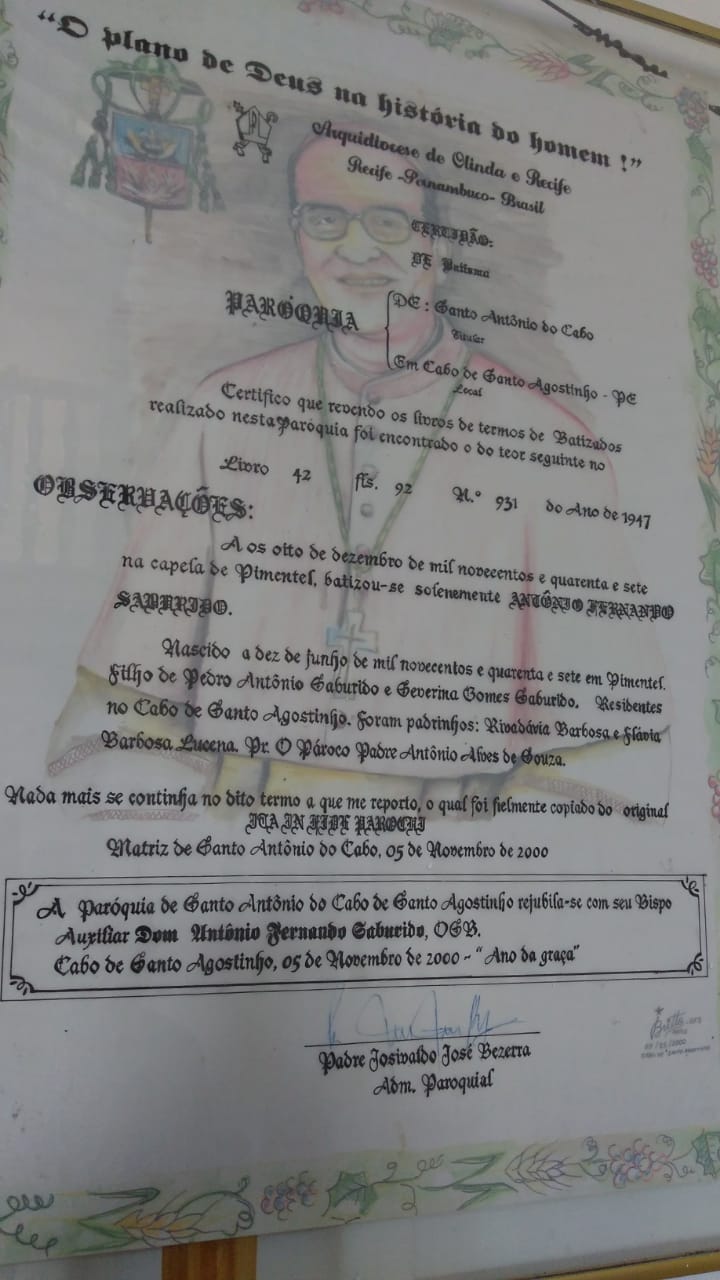 “O plano de Deus na história do homem !”
Arquidiocese de Olinda e Recife
Recife -Pernambuco- Brasil
CERTIDÃO:
DE Batismo
PARÓQUIA
DE : Santo Antônio do Cabo
Titular
Em Cabo de Santo Agostinho - PE
Local
Certifico que revendo os livros de termos de Batizados
realizado nesta Paróquia foi encontrado o do teor seguinte no
Livro 42 fls. 92 N.º 931 do Ano de 1947
OBSERVAÇÕES:
A os oito de dezembro de mil novecentos e quarenta e sete
na capela de Pimentel, batizou-se solenemente ANTÔNIO FERNANDO
SABURIDO.
Nascido a dez de junho de mil novecentos e quarenta e sete em Pimentel.
Filho de Pedro Antônio Saburido e Severina Gomes Saburido. Residentes
no Cabo de Santo Agostinho. Foram padrinhos: Rivadávia Barbosa e Flávia
Barbosa Lucena. Pr. O Pároco Padre Antônio Alves de Souza.
Nada mais se continha no dito termo a que me reporto, o qual foi fielmente copiado do original
ITA IN FIDE PAROCHI
Matriz de Santo Antônio do Cabo, 05 de Novembro de 2000
A Paróquia de Santo Antônio do Cabo de Santo Agostinho rejubila-se com seu Bispo
Auxiliar Dom Antônio Fernando Saburido, OSB.
Cabo de Santo Agostinho, 05 de Novembro de 2000 - “ Ano da graça”
Padre Josivaldo José Bezerra
Adm. Paroquial